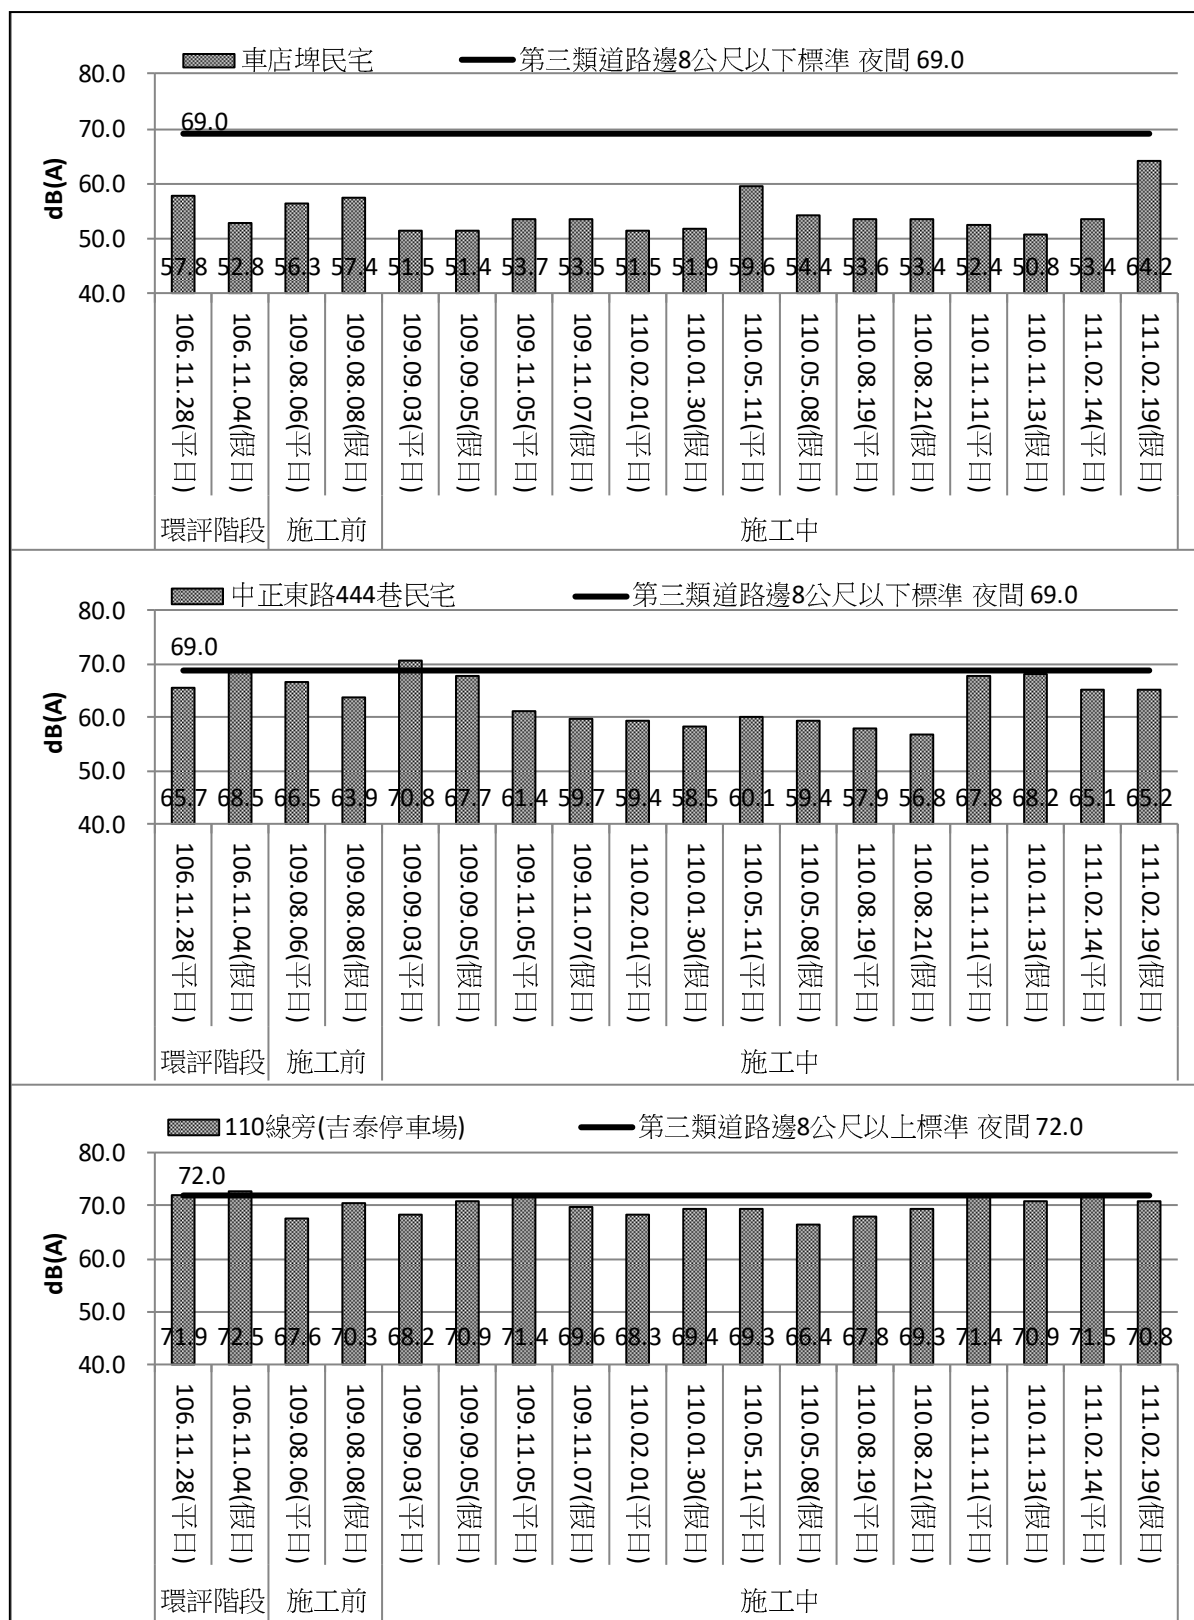 車店埤民宅 第三類道路邊8公尺以下標準 夜間 69.0
80.0
70.0
60.0
50.0
40.0
dB(A)
69.0
57.8 52.8 56.3 57.4 51.5 51.4 53.7 53.5 51.5 51.9 59.6 54.4 53.6 53.4 52.4 50.8 53.4 64.2
106.11.28(平日)
106.11.04(假日)
109.08.06(平日)
109.08.08(假日)
109.09.03(平日)
109.09.05(假日)
109.11.05(平日)
109.11.07(假日)
110.02.01(平日)
110.01.30(假日)
110.05.11(平日)
110.05.08(假日)
110.08.19(平日)
110.08.21(假日)
110.11.11(平日)
110.11.13(假日)
111.02.14(平日)
111.02.19(假日)
環評階段 施工前 施工中
中正東路444巷民宅 第三類道路邊8公尺以下標準 夜間 69.0
80.0
70.0
60.0
50.0
40.0
dB(A)
69.0
65.7 68.5 66.5 63.9 70.8 67.7 61.4 59.7 59.4 58.5 60.1 59.4 57.9 56.8 67.8 68.2 65.1 65.2
106.11.28(平日)
106.11.04(假日)
109.08.06(平日)
109.08.08(假日)
109.09.03(平日)
109.09.05(假日)
109.11.05(平日)
109.11.07(假日)
110.02.01(平日)
110.01.30(假日)
110.05.11(平日)
110.05.08(假日)
110.08.19(平日)
110.08.21(假日)
110.11.11(平日)
110.11.13(假日)
111.02.14(平日)
111.02.19(假日)
環評階段 施工前 施工中
110線旁(吉泰停車場) 第三類道路邊8公尺以上標準 夜間 72.0
80.0
70.0
60.0
50.0
40.0
dB(A)
72.0
71.9 72.5 67.6 70.3 68.2 70.9 71.4 69.6 68.3 69.4 69.3 66.4 67.8 69.3 71.4 70.9 71.5 70.8
106.11.28(平日)
106.11.04(假日)
109.08.06(平日)
109.08.08(假日)
109.09.03(平日)
109.09.05(假日)
109.11.05(平日)
109.11.07(假日)
110.02.01(平日)
110.01.30(假日)
110.05.11(平日)
110.05.08(假日)
110.08.19(平日)
110.08.21(假日)
110.11.11(平日)
110.11.13(假日)
111.02.14(平日)
111.02.19(假日)
環評階段 施工前 施工中